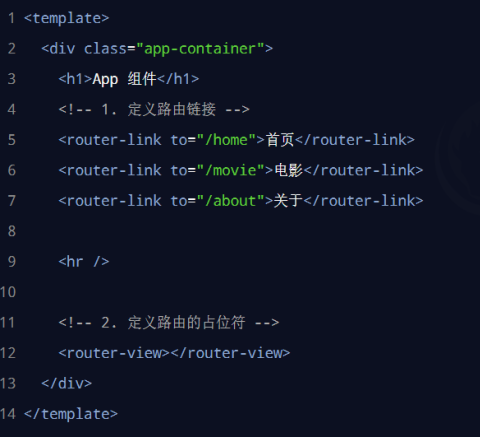 1 <template>
2   <div class="app-container">
3     <h1>App 组件</h1>
4     <!-- 1. 定义路由链接 -->
5     <router-link to="/home">首页</router-link>
6     <router-link to="/movie">电影</router-link>
7     <router-link to="/about">关于</router-link>
8
9     <hr />
10
11     <!-- 2. 定义路由的占位符 -->
12     <router-view></router-view>
13   </div>
14 </template>